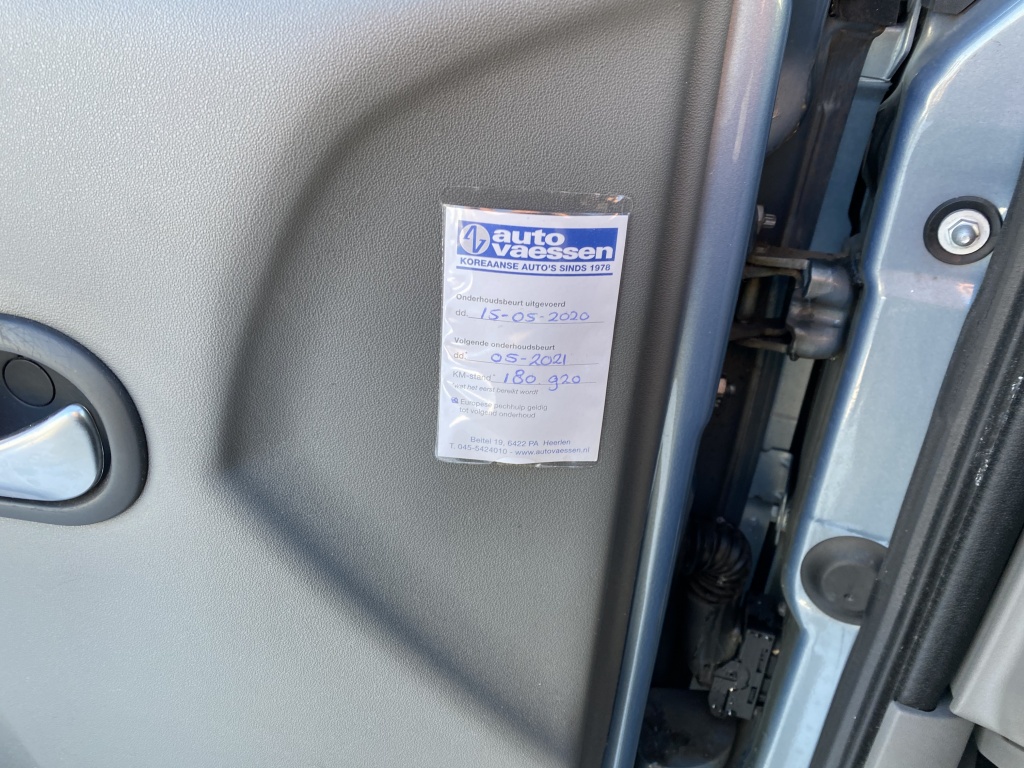 auto
vaessen
KOREAANSE AUTO'S SINDS 1978
Onderhoudsbeurt uitgevoerd
dd. 15-05-2020
Volgende onderhoudsbeurt
dd* 05-2021
KM-stand* 180 920
*wat het eerst bereikt wordt
Europese pechhulp geldig
tot volgend onderhoud
Beitel 19, 6422 PA Heerlen
T. 045-5424010 - www.autovaessen.nl